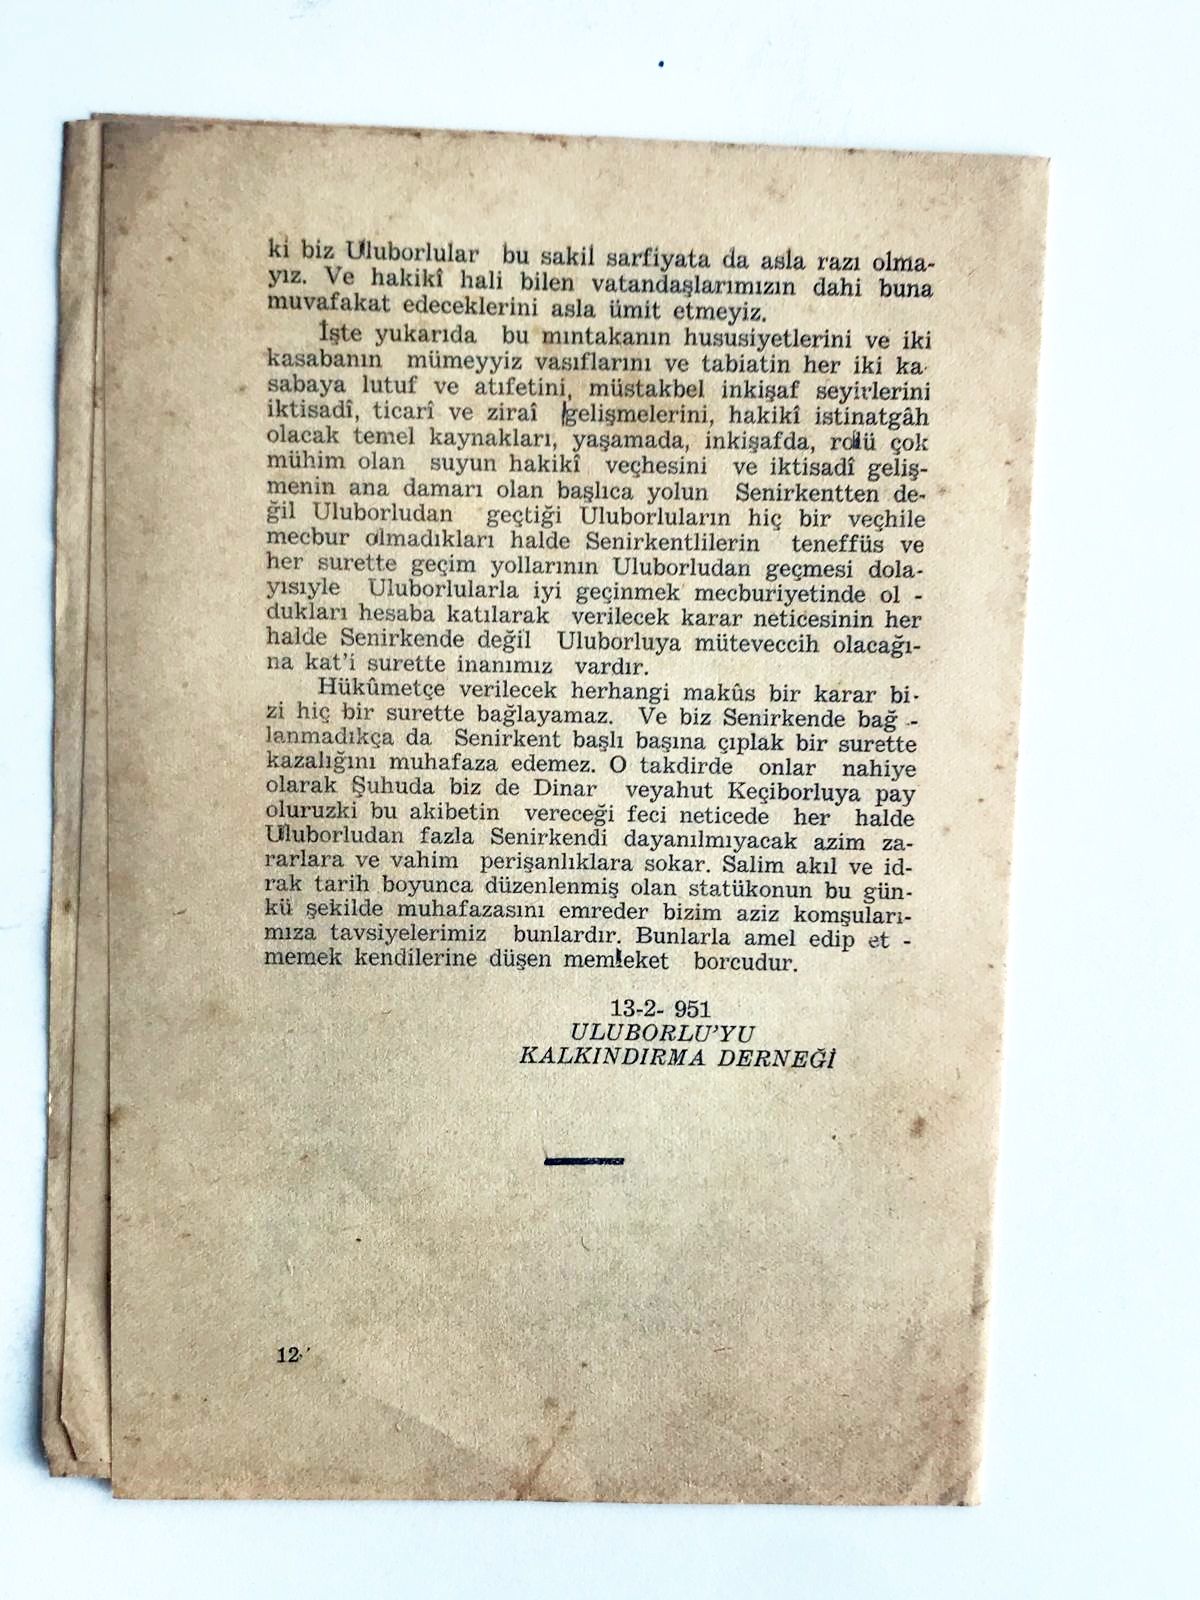 ki biz Uluborlular bu sakil sarfiyata da asla razı olma-
yız. Ve hakikî hali bilen vatandaşlarımızın dahi buna
muvafakat edeceklerini asla ümit etmeyiz.
İşte yukarıda bu mıntakanın hususiyetlerini ve iki
kasabanın mümeyyiz vasıflarını ve tabiatin her iki ka-
sabaya lutuf ve atıfetini, müstakbel inkişaf seyirlerini
iktisadî, ticarî ve ziraî gelişmelerini, hakikî istinatgâh
olacak temel kaynakları, yaşamada, inkişafda, rolü çok
mühim olan suyun hakikî veçhesini ve iktisadî geliş-
menin ana damarı olan başlıca yolun Senirkentten de-
ğil Uluborludan geçtiği Uluborluların hiç bir veçhile
mecbur olmadıkları halde Senirkentlilerin teneffüs ve
her surette geçim yollarının Uluborludan geçmesi dola-
yısiyle Uluborlularla iyi geçinmek mecburiyetinde ol -
dukları hesaba katılarak verilecek karar neticesinin her
halde Senirkende değil Uluborluya müteveccih olacağı-
na kat'i surette inanımız vardır.
Hükûmetçe verilecek herhangi makûs bir karar bi-
zi hiç bir surette bağlayamaz. Ve biz Senirkende bağ -
lanmadıkça da Senirkent başlı başına çıplak bir surette
kazalığını muhafaza edemez. O takdirde onlar nahiye
olarak Şuhuda biz de Dinar veyahut Keçiborluya pay
oluruzki bu akibetin vereceği feci neticede her halde
Uluborludan fazla Senirkendi dayanılmıyacak azim za-
rarlara ve vahim perişanlıklara sokar. Salim akıl ve id-
rak tarih boyunca düzenlenmiş olan statükonun bu gün-
kü şekilde muhafazasını emreder bizim aziz komşuları-
mıza tavsiyelerimiz bunlardır. Bunlarla amel edip et -
memek kendilerine düşen memleket borcudur.
13-2- 951
ULUBORLU'YU
KALKINDIRMA DERNEĞİ
12